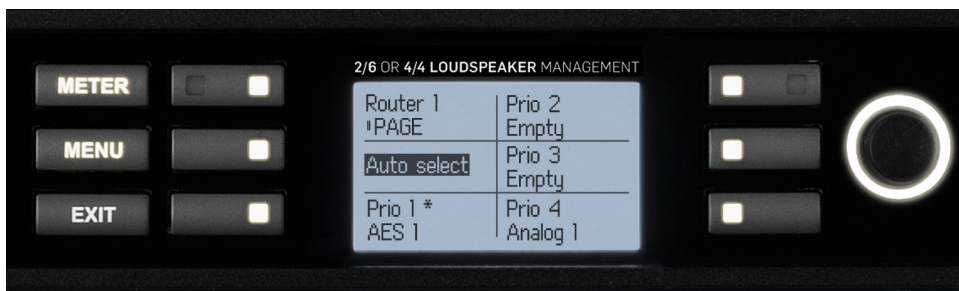 2/6 OR 4/4 LOUDSPEAKER MANAGEMENT
METER
MENU
EXIT
Router 1
PAGE
Auto select
Prio 1 *
AES 1
Prio 2
Empty
Prio 3
Empty
Prio 4
Analog 1